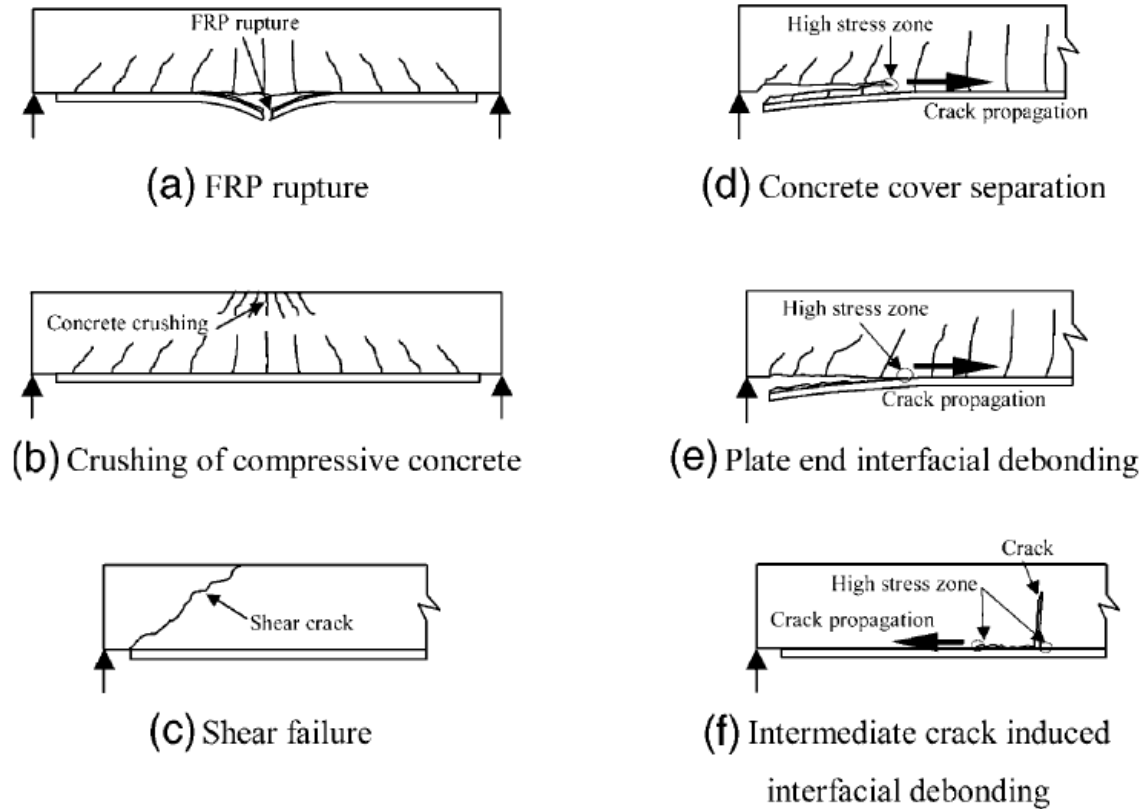 FRP rupture
(a) FRP rupture
Concrete crushing
(b) Crushing of compressive concrete
Shear crack
(c) Shear failure
High stress zone
Crack propagation
(d) Concrete cover separation
High stress zone
Crack propagation
(e) Plate end interfacial debonding
Crack
High stress zone
Crack propagation
(f) Intermediate crack induced
interfacial debonding